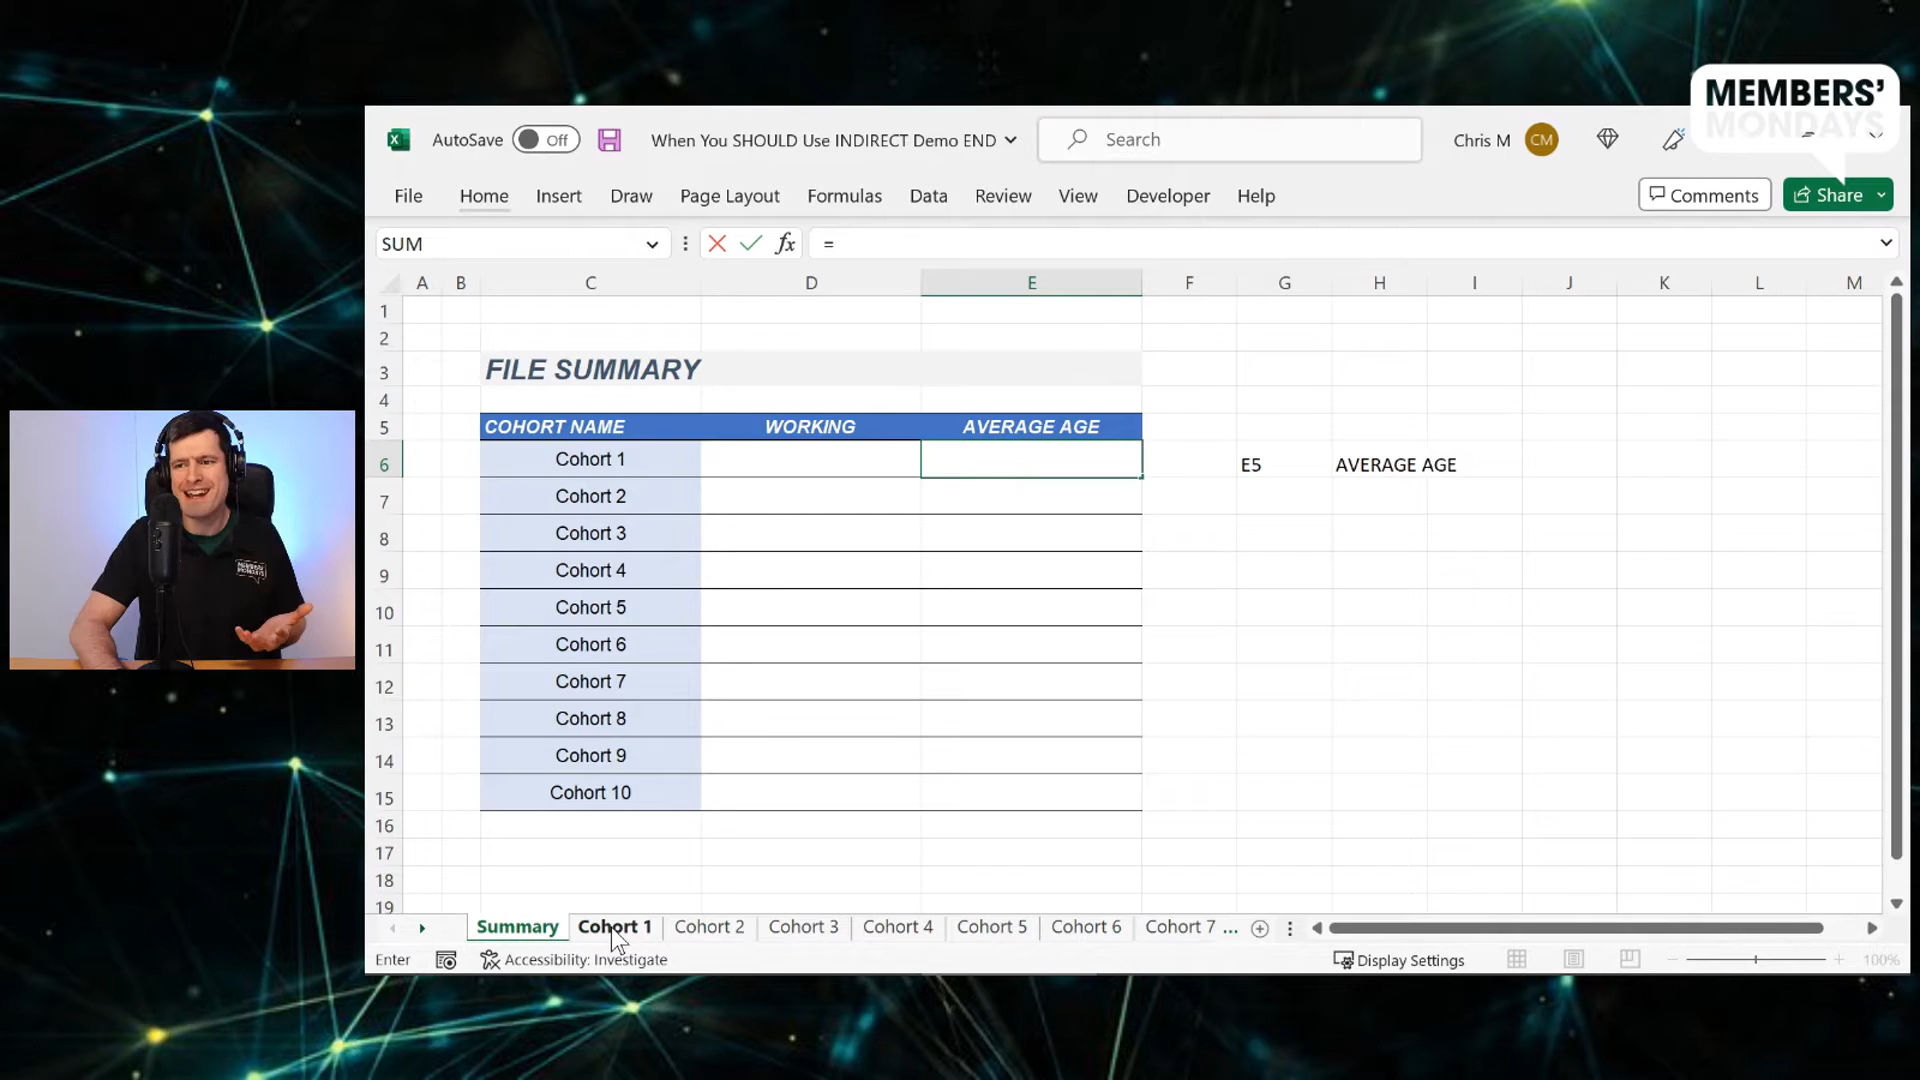 MEMBERS'
MONDAYS
AutoSave Off When You SHOULD Use INDIRECT Demo END Search Chris M CM
File Home Insert Draw Page Layout Formulas Data Review View Developer Help Comments Share
SUM fx =
A B C D E F G H I J K L M
1
2
3 FILE SUMMARY
4
5 COHORT NAME WORKING AVERAGE AGE
6 Cohort 1 E5 AVERAGE AGE
7 Cohort 2
8 Cohort 3
9 Cohort 4
10 Cohort 5
11 Cohort 6
12 Cohort 7
13 Cohort 8
14 Cohort 9
15 Cohort 10
16
17
18
19
Summary Cohort 1 Cohort 2 Cohort 3 Cohort 4 Cohort 5 Cohort 6 Cohort 7 ...
Enter Accessibility: Investigate Display Settings 100%
MEMBERS'
MONDAYS